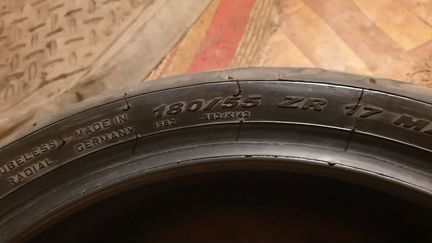 TUBELESS
RADIAL
MADE IN
GERMANY
180/55 ZR 17 M